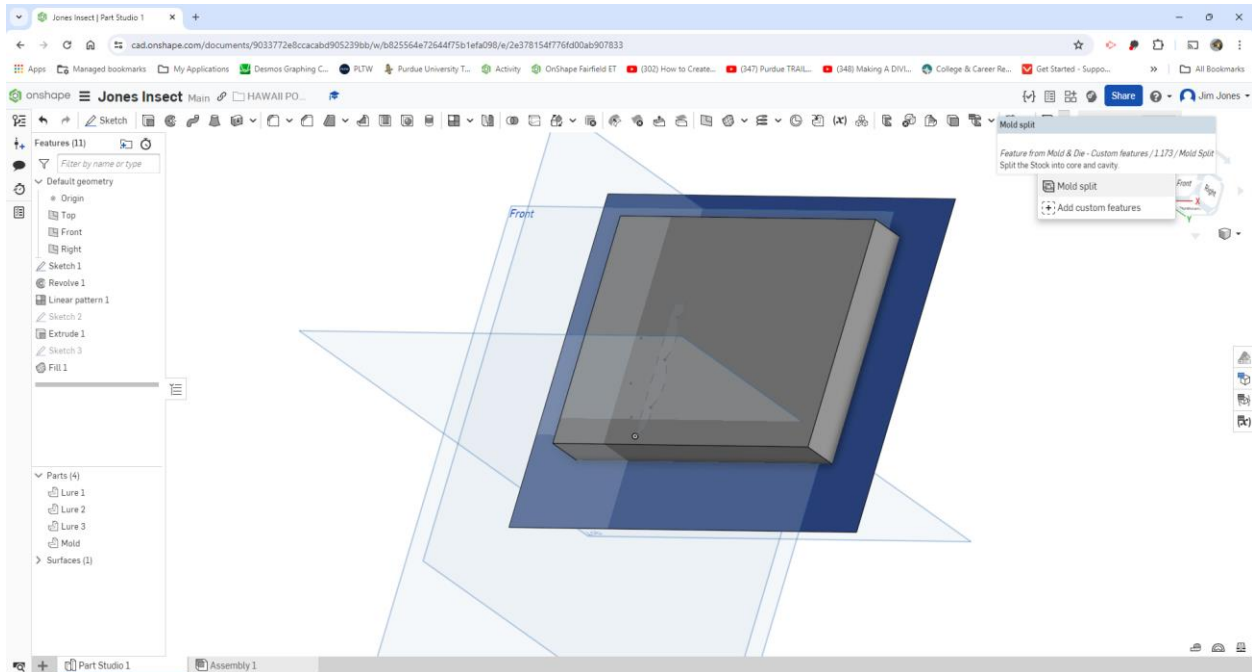 Jones Insect | Part Studio 1
cad.onshape.com/documents/9033772e8ccacabd905239bb/w/b825564e72644f75b1efa098/e/2e378154f776fd00ab907833
Apps Managed bookmarks My Applications Desmos Graphing C... PLTW Purdue University T... Activity OnShape Fairfield ET (302) How to Create... (347) Purdue TRAIL... (348) Making A DIVI... College & Career Re... Get Started - Suppo... » All Bookmarks
onshape Jones Insect Main HAWAII PO... Share Jim Jones
Sketch
Mold split
Features (11)
Feature from Mold & Die - Custom features / 1.173 / Mold Split
Filter by name or type
Split the Stock into core and cavity.
Default geometry
Mold split
Front
Right
Origin
X
Add custom features
Top
Front
Y
Front
Right
Sketch 1
Revolve 1
Linear pattern 1
Sketch 2
Extrude 1
Sketch 3
Fill 1
Parts (4)
Lure 1
Lure 2
Lure 3
Mold
Surfaces (1)
Part Studio 1
Assembly 1